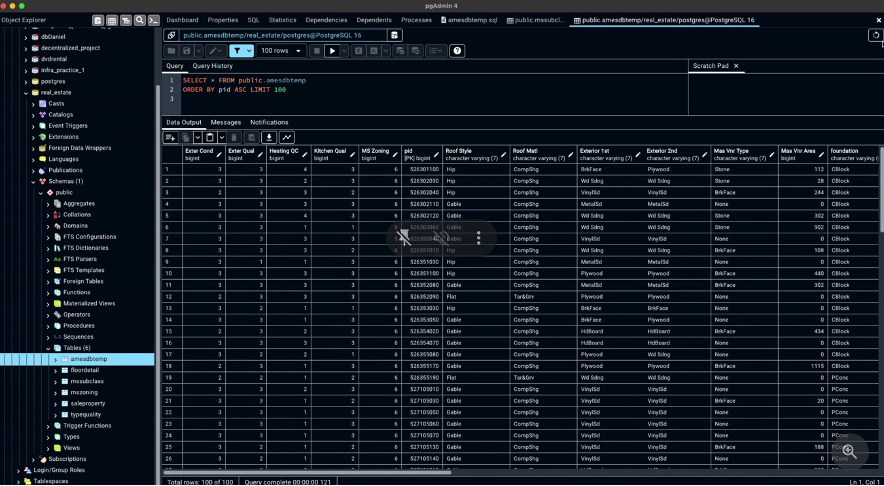 pgAdmin 4
Object Explorer
Dashboard Properties SQL Statistics Dependencies Dependents Processes amesdbtemp.sql public.mssubcl... public.amesdbtemp/real_estate/postgres@PostgreSQL 16
dbDaniel
decentralized_project
dvdrental
infra_practice_1
postgres
real_estate
Casts
Catalogs
Event Triggers
Extensions
Foreign Data Wrappers
Languages
Publications
Schemas (1)
public
Aggregates
Collations
Domains
FTS Configurations
FTS Dictionaries
Aa FTS Parsers
FTS Templates
Foreign Tables
Functions
Materialized Views
Operators
Procedures
1..3 Sequences
Tables (6)
amesdbtemp
floordetail
mssubclass
mszoning
saleproperty
typequality
Trigger Functions
Types
Views
Subscriptions
Login/Group Roles
Tablespaces
public.amesdbtemp/real_estate/postgres@PostgreSQL 16
100 rows
Query Query History
Scratch Pad
1 SELECT * FROM public.amesdbtemp
2 ORDER BY pid ASC LIMIT 100
3
Data Output Messages Notifications
Exter Cond Exter Qual Heating QC Kitchen Qual MS Zoning pid Roof Style Roof Matl Exterior 1st Exterior 2nd Mas Vnr Type Mas Vnr Area foundation
bigint bigint bigint bigint bigint [PK] bigint character varying (7) character varying (7) character varying (7) character varying (7) character varying (7) bigint character varying (
1 3 3 4 3 6 526301100 Hip CompShg BrkFace Plywood Stone 112 CBlock
2 3 3 3 3 6 526302030 Hip CompShg Wd Sdng Wd Sdng Stone 28 CBlock
3 3 2 3 2 6 526302040 Hip CompShg VinylSd VinylSd BrkFace 244 CBlock
4 3 3 3 3 6 526302110 Gable CompShg MetalSd MetalSd None 0 CBlock
5 3 3 4 3 6 526302120 Gable CompShg Wd Sdng Wd Sdng Stone 302 CBlock
6 3 3 1 1 6 526303060 Gable CompShg Wd Sdng Wd Sdng Stone 902 CBlock
7 3 3 3 3 Gable CompShg VinylSd VinylSd None 0 CBlock
8 3 3 3 2 6 526351010 Hip CompShg Wd Sdng Wd Sdng BrkFace 108 CBlock
9 3 1 1 3 6 526351030 Hip CompShg MetalSd MetalSd None 0 CBlock
10 3 3 3 3 6 526351100 Hip CompShg Plywood Plywood BrkFace 440 CBlock
11 3 3 3 3 6 526352080 Gable CompShg Plywood Plywood BrkFace 302 CBlock
12 2 3 3 3 6 526352090 Flat Tar&Grv Plywood Plywood None 0 CBlock
13 3 2 1 1 6 526353030 Hip CompShg BrkFace BrkFace None 0 CBlock
14 3 3 1 3 6 526353050 Gable CompShg BrkFace Plywood None 0 CBlock
15 2 3 2 3 6 526354020 Gable CompShg HdBoard HdBoard BrkFace 434 CBlock
16 3 3 3 3 6 526354070 Gable CompShg HdBoard HdBoard None 0 CBlock
17 3 2 2 1 6 526355080 Gable CompShg Plywood Wd Sdng None 0 CBlock
18 2 3 1 3 6 526355170 Gable CompShg Plywood Plywood BrkFace 1115 CBlock
19 2 2 1 2 6 526355190 Flat Tar&Grv Wd Sdng Wd Sdng None 0 PConc
20 3 3 1 2 6 527105010 Gable CompShg VinylSd VinylSd None 0 PConc
21 3 3 1 3 6 527105030 Gable CompShg VinylSd VinylSd BrkFace 20 PConc
22 3 3 1 3 6 527105050 Gable CompShg VinylSd VinylSd None 0 PConc
23 3 3 1 3 6 527105060 Gable CompShg VinylSd VinylSd None 0 PConc
24 3 3 1 3 6 527105070 Gable CompShg VinylSd VinylSd None 0 PConc
25 3 3 1 2 6 527105130 Gable CompShg VinylSd VinylSd BrkFace 188 PConc
26 3 3 1 2 6 527105140 Gable CompShg VinylSd VinylSd None 0
Total rows: 100 of 100 Query complete 00:00:00.121 Ln 1, Col 1